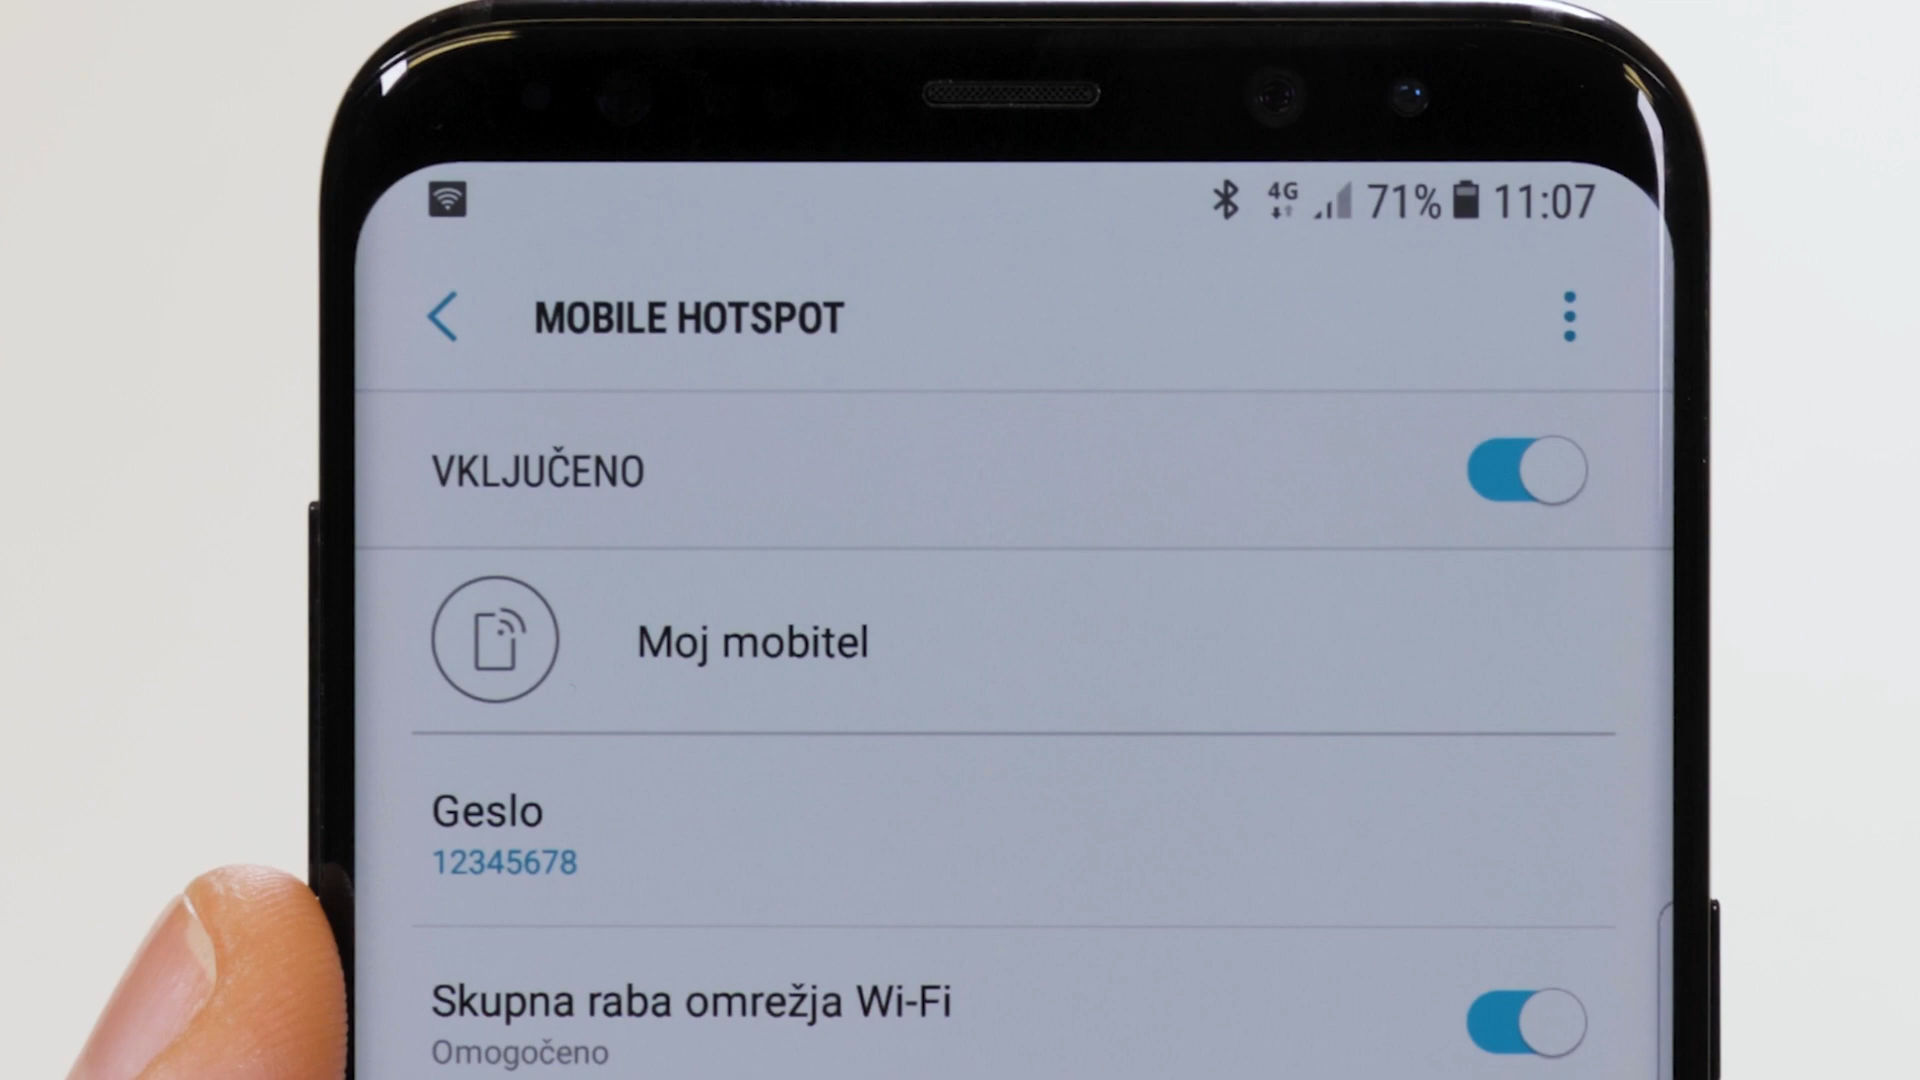 4G 71% 11:07
MOBILE HOTSPOT
VKLJUČENO
Moj mobitel
Geslo
12345678
Skupna raba omrežja Wi-Fi
Omogočeno